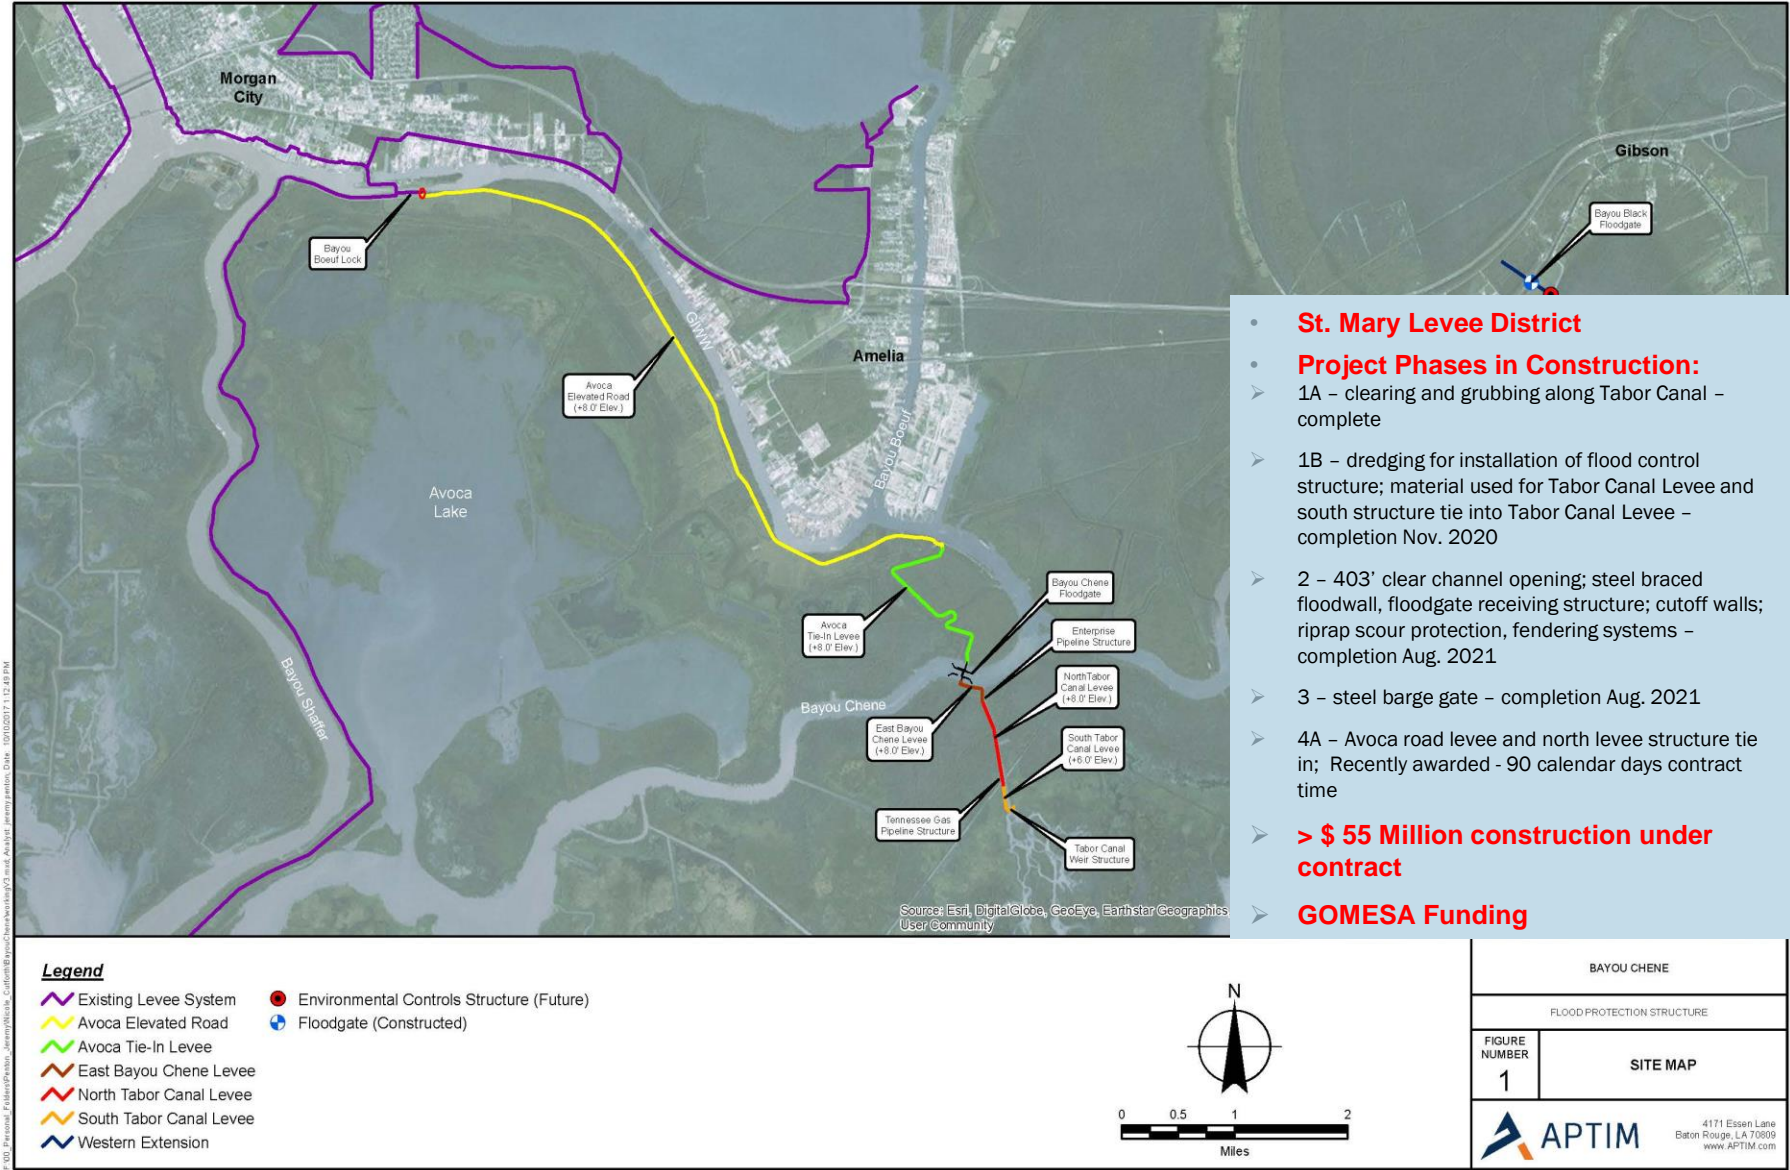 Morgan
City
Gibson
Bayou Black
Floodgate
Bayou
Boeuf Lock
GIWW
Amelia
Avoca
Elevated Road
(+8.0' Elev.)
Bayou Boeuf
Avoca
Lake
Bayou Shaffer
Bayou Chene
Floodgate
Avoca
Tie-In Levee
(+8.0' Elev.)
Enterprise
Pipeline Structure
NorthTabor
Canal Levee
(+8.0' Elev.)
Bayou Chene
East Bayou
Chene Levee
(+8.0' Elev.)
South Tabor
Canal Levee
(+6.0' Elev.)
Tennessee Gas
Pipeline Structure
Tabor Canal
Weir Structure
Source: Esri, DigitalGlobe, GeoEye, Earthstar Geographics,
User Community
• St. Mary Levee District
• Project Phases in Construction:
➢ 1A – clearing and grubbing along Tabor Canal –
complete
➢ 1B – dredging for installation of flood control
structure; material used for Tabor Canal Levee and
south structure tie into Tabor Canal Levee –
completion Nov. 2020
➢ 2 – 403’ clear channel opening; steel braced
floodwall, floodgate receiving structure; cutoff walls;
riprap scour protection, fendering systems –
completion Aug. 2021
➢ 3 – steel barge gate – completion Aug. 2021
➢ 4A – Avoca road levee and north levee structure tie
in; Recently awarded - 90 calendar days contract
time
➢ > $ 55 Million construction under
contract
➢ GOMESA Funding
Legend
Existing Levee System
Avoca Elevated Road
Avoca Tie-In Levee
East Bayou Chene Levee
North Tabor Canal Levee
South Tabor Canal Levee
Western Extension
Environmental Controls Structure (Future)
Floodgate (Constructed)
N
0 0.5 1 2
Miles
BAYOU CHENE
FLOOD PROTECTION STRUCTURE
FIGURE
NUMBER
1
SITE MAP
APTIM
4171 Essen Lane
Baton Rouge, LA 70809
www.APTIM.com